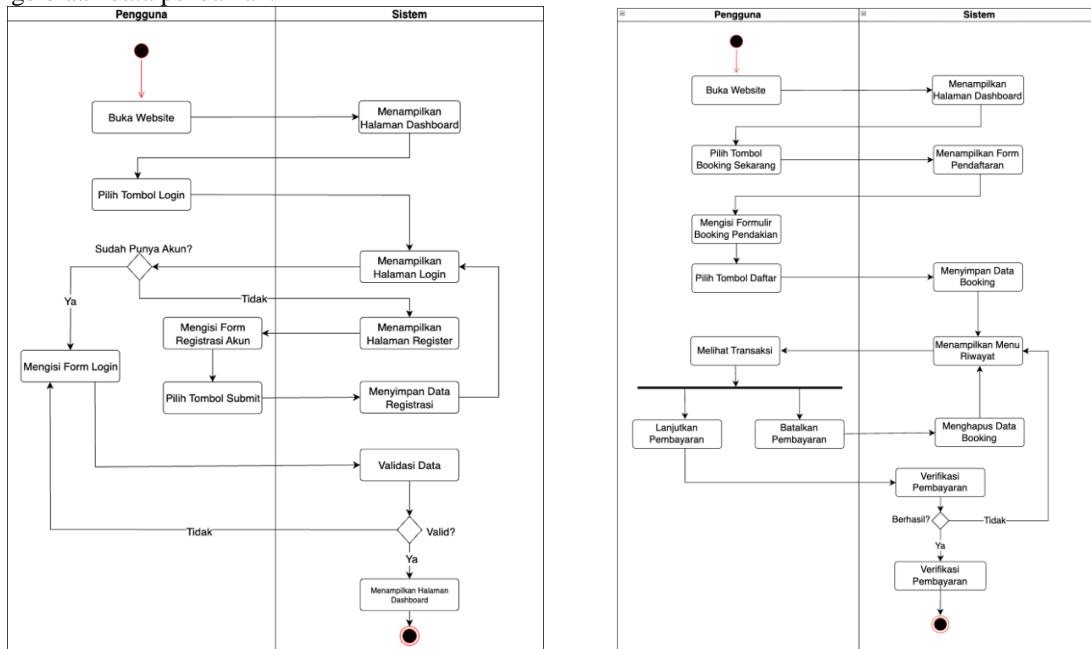 Pengguna
Sistem
Buka Website
Menampilkan
Halaman Dashboard
Pilih Tombol Login
Sudah Punya Akun?
Menampilkan
Halaman Login
Ya
Tidak
Mengisi Form
Registrasi Akun
Menampilkan
Halaman Register
Mengisi Form Login
Pilih Tombol Submit
Menyimpan Data
Registrasi
Validasi Data
Tidak
Valid?
Ya
Menampilkan Halaman
Dashboard
Pengguna
Sistem
Buka Website
Menampilkan
Halaman Dashboard
Pilih Tombol
Booking Sekarang
Menampilkan Form
Pendaftaran
Mengisi Formulir
Booking Pendakian
Pilih Tombol Daftar
Menyimpan Data
Booking
Melihat Transaksi
Menampilkan Menu
Riwayat
Lanjutkan
Pembayaran
Batalkan
Pembayaran
Menghapus Data
Booking
Verifikasi
Pembayaran
Berhasil?
Tidak
Ya
Verifikasi
Pembayaran